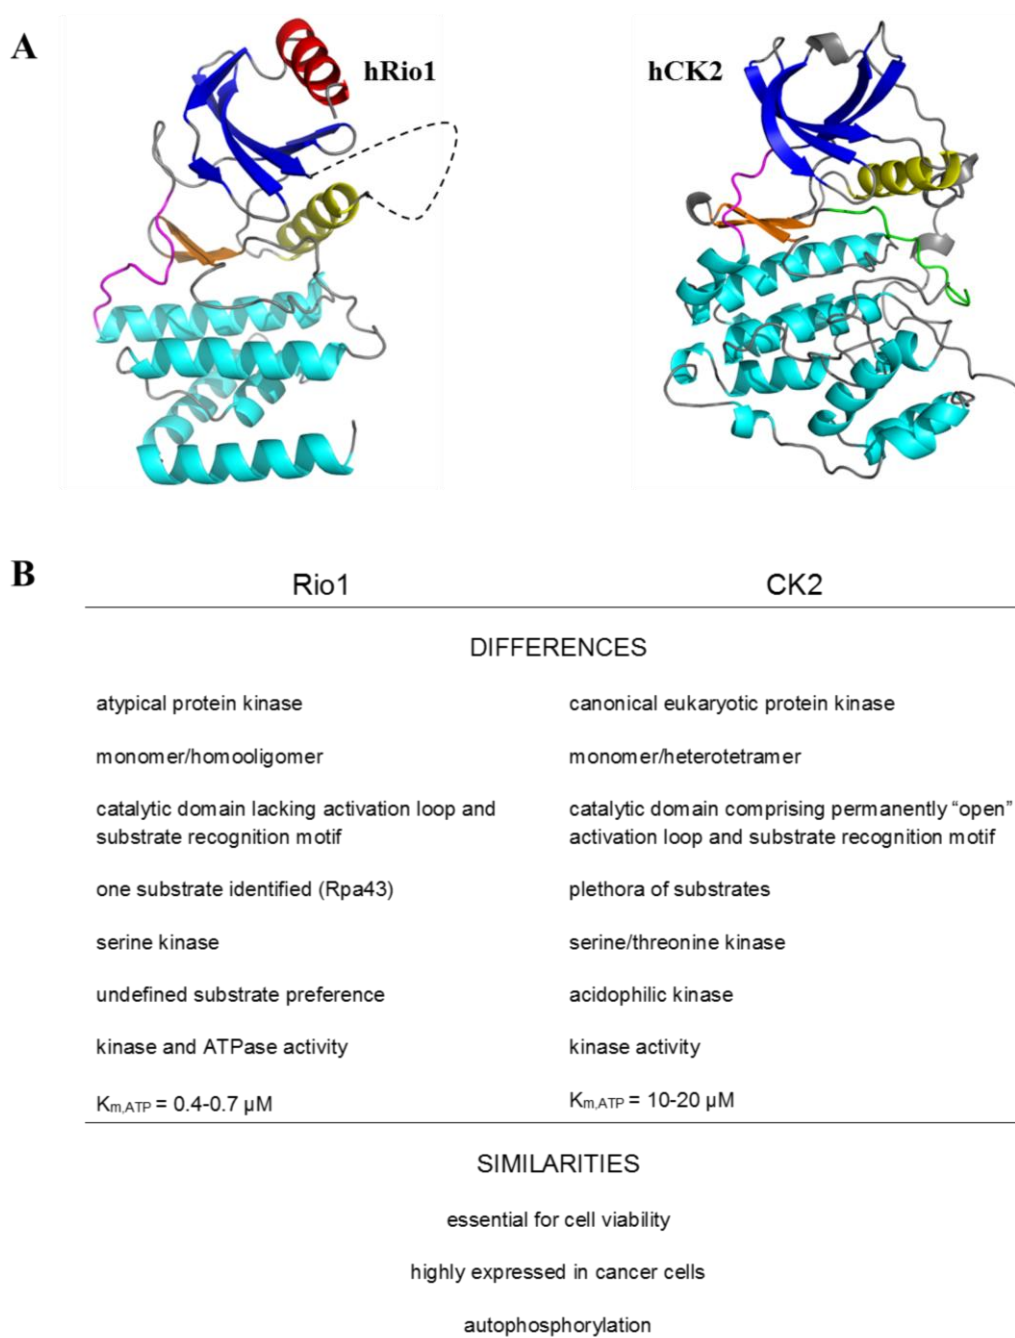 A
hRio1
hCK2
B
Rio1
CK2
DIFFERENCES
atypical protein kinase
canonical eukaryotic protein kinase
monomer/homooligomer
monomer/heterotetramer
catalytic domain lacking activation loop and
substrate recognition motif
catalytic domain comprising permanently “open”
activation loop and substrate recognition motif
one substrate identified (Rpa43)
plethora of substrates
serine kinase
serine/threonine kinase
undefined substrate preference
acidophilic kinase
kinase and ATPase activity
kinase activity
Km,ATP = 0.4-0.7 µM
Km,ATP = 10-20 µM
SIMILARITIES
essential for cell viability
highly expressed in cancer cells
autophosphorylation